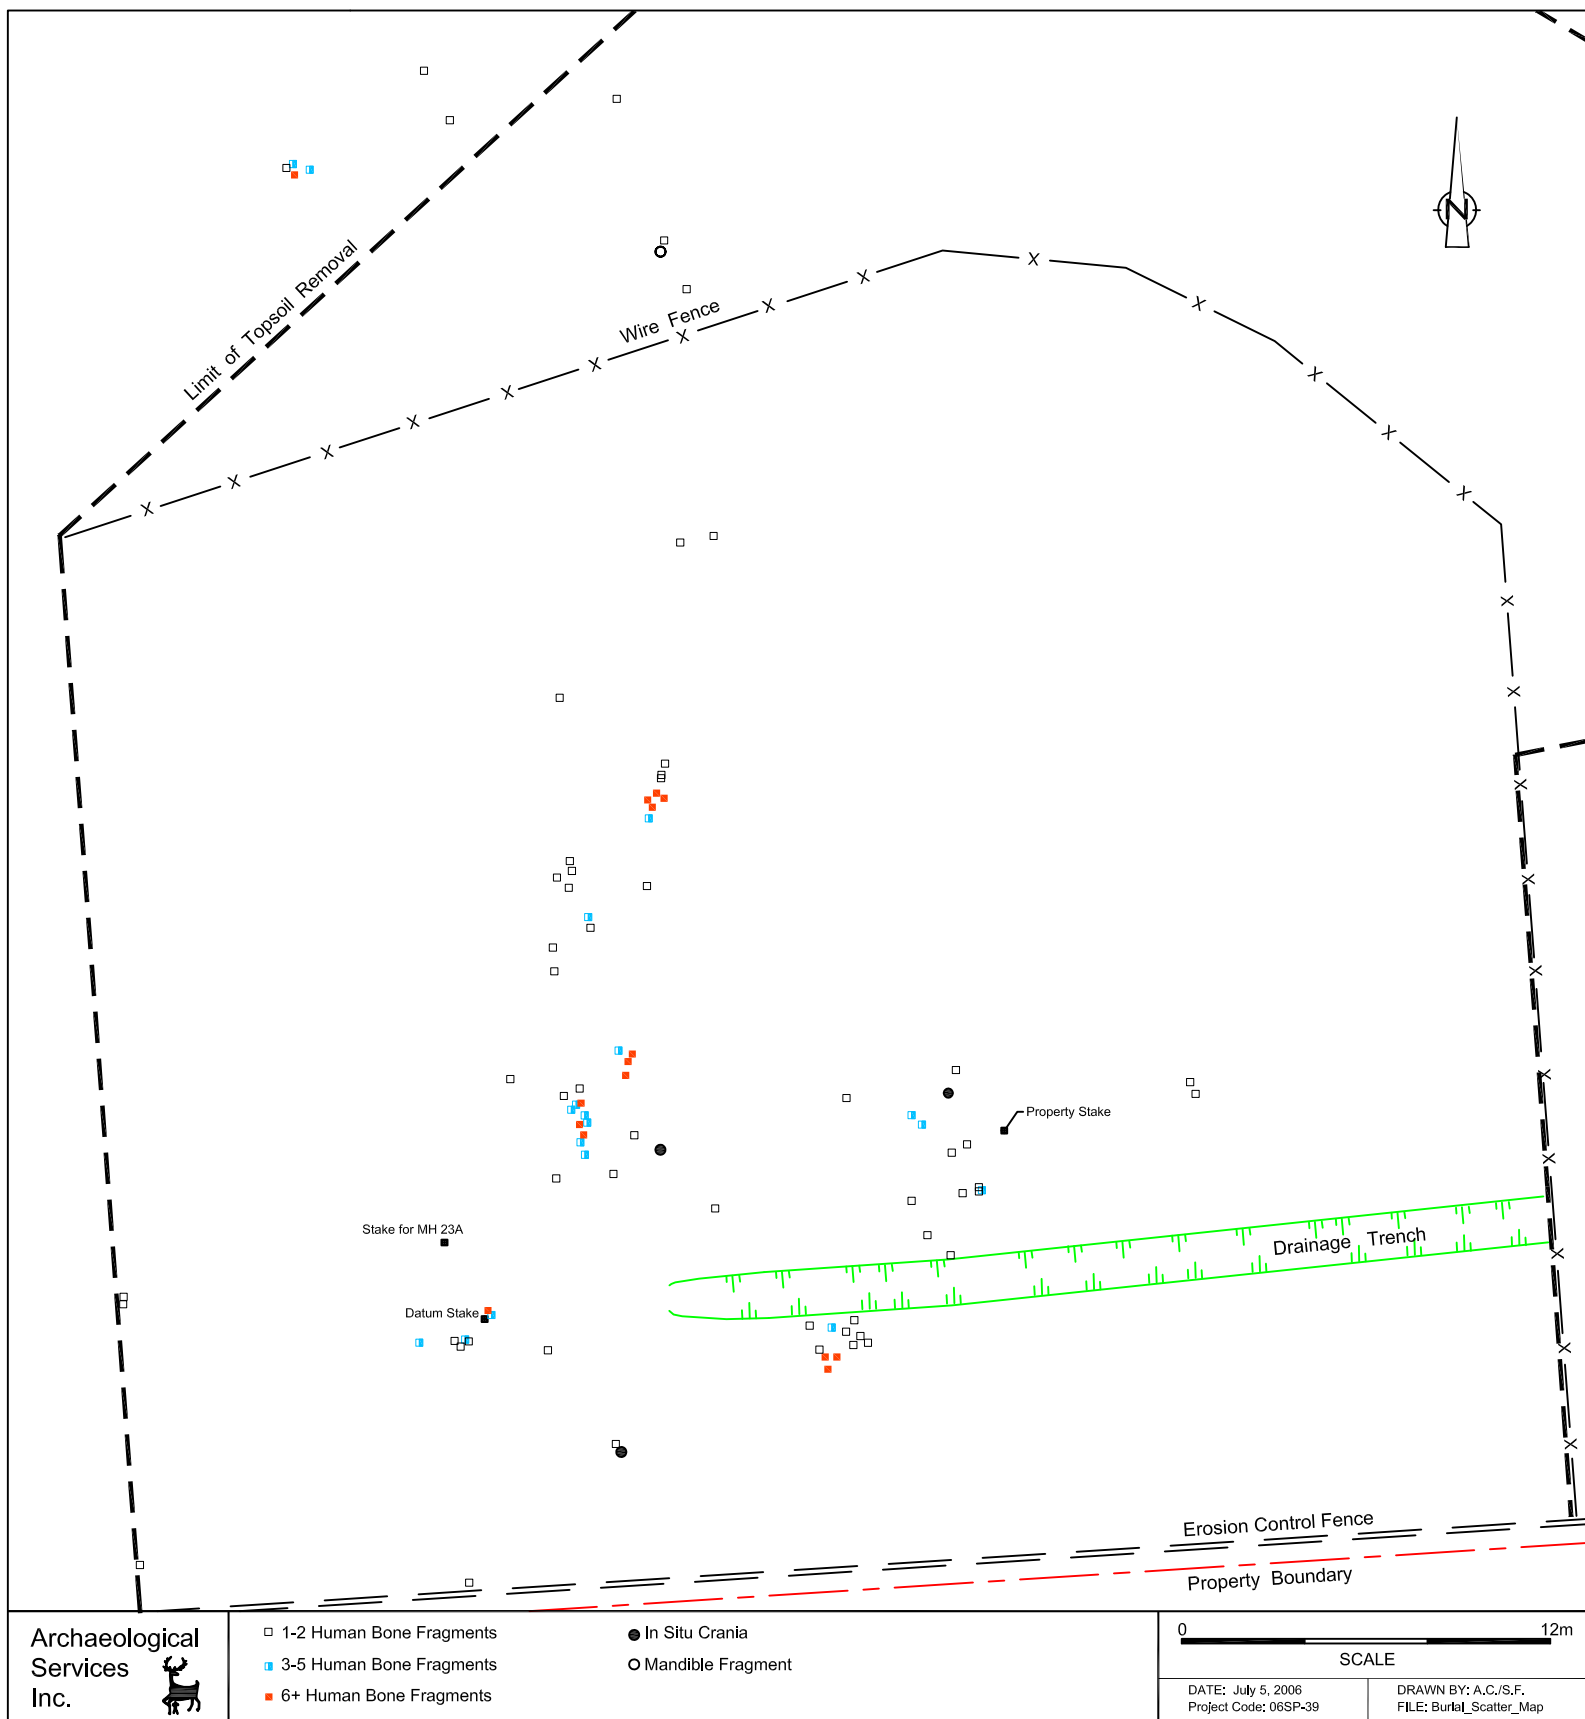 N
Limit of Topsoil Removal
Wire Fence
Property Stake
Stake for MH 23A
Drainage Trench
Datum Stake
Erosion Control Fence
Property Boundary
Archaeological
Services
Inc.
1-2 Human Bone Fragments
3-5 Human Bone Fragments
6+ Human Bone Fragments
In Situ Crania
Mandible Fragment
0 12m
SCALE
DATE: July 5, 2006
Project Code: 06SP-39
DRAWN BY: A.C./S.F.
FILE: Burial_Scatter_Map